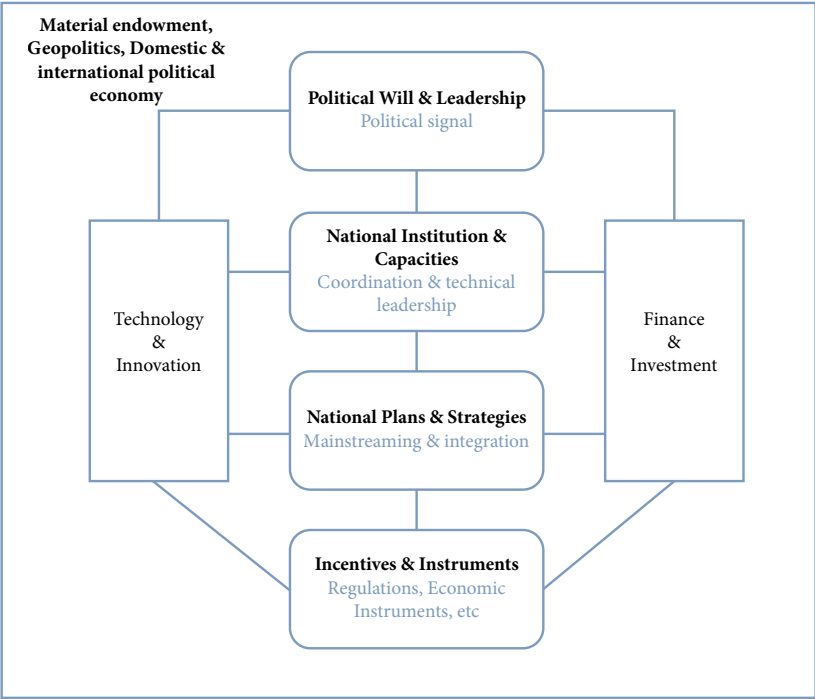 Material endowment,
Geopolitics, Domestic &
international political
economy
Political Will & Leadership
Political signal
National Institution &
Capacities
Coordination & technical
leadership
Technology
&
Innovation
Finance
&
Investment
National Plans & Strategies
Mainstreaming & integration
Incentives & Instruments
Regulations, Economic
Instruments, etc